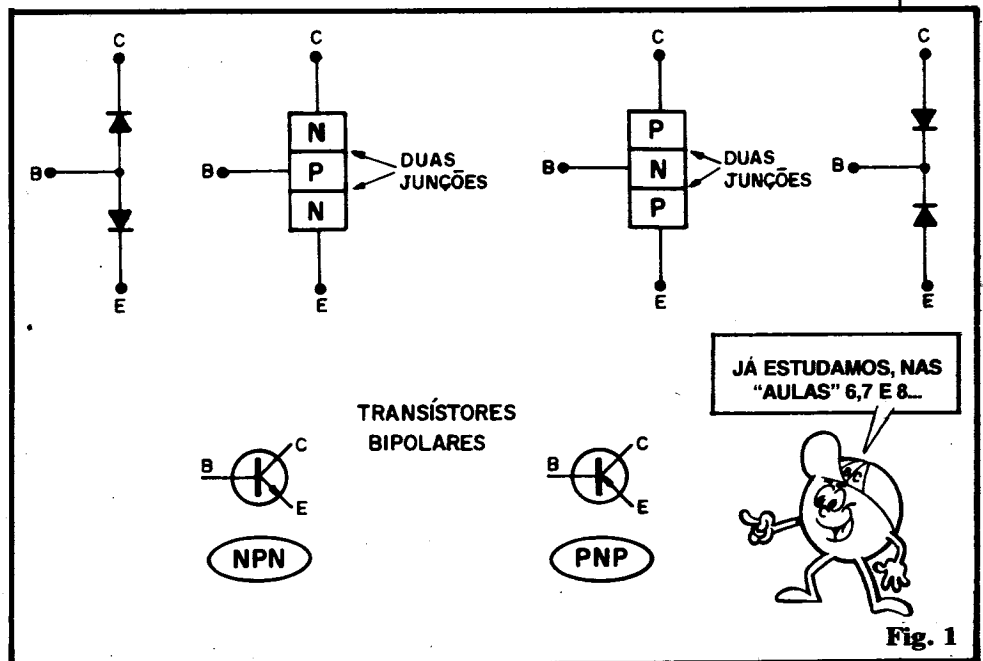 C
C
C
C
N
P
N
P
N
P
B
B
B
B
DUAS
JUNÇÕES
DUAS
JUNÇÕES
E
E
E
E
JÁ ESTUDAMOS, NAS
"AULAS" 6,7 E 8...
TRANSÍSTORES
BIPOLARES
B
C
E
B
C
E
NPN
PNP
Fig. 1